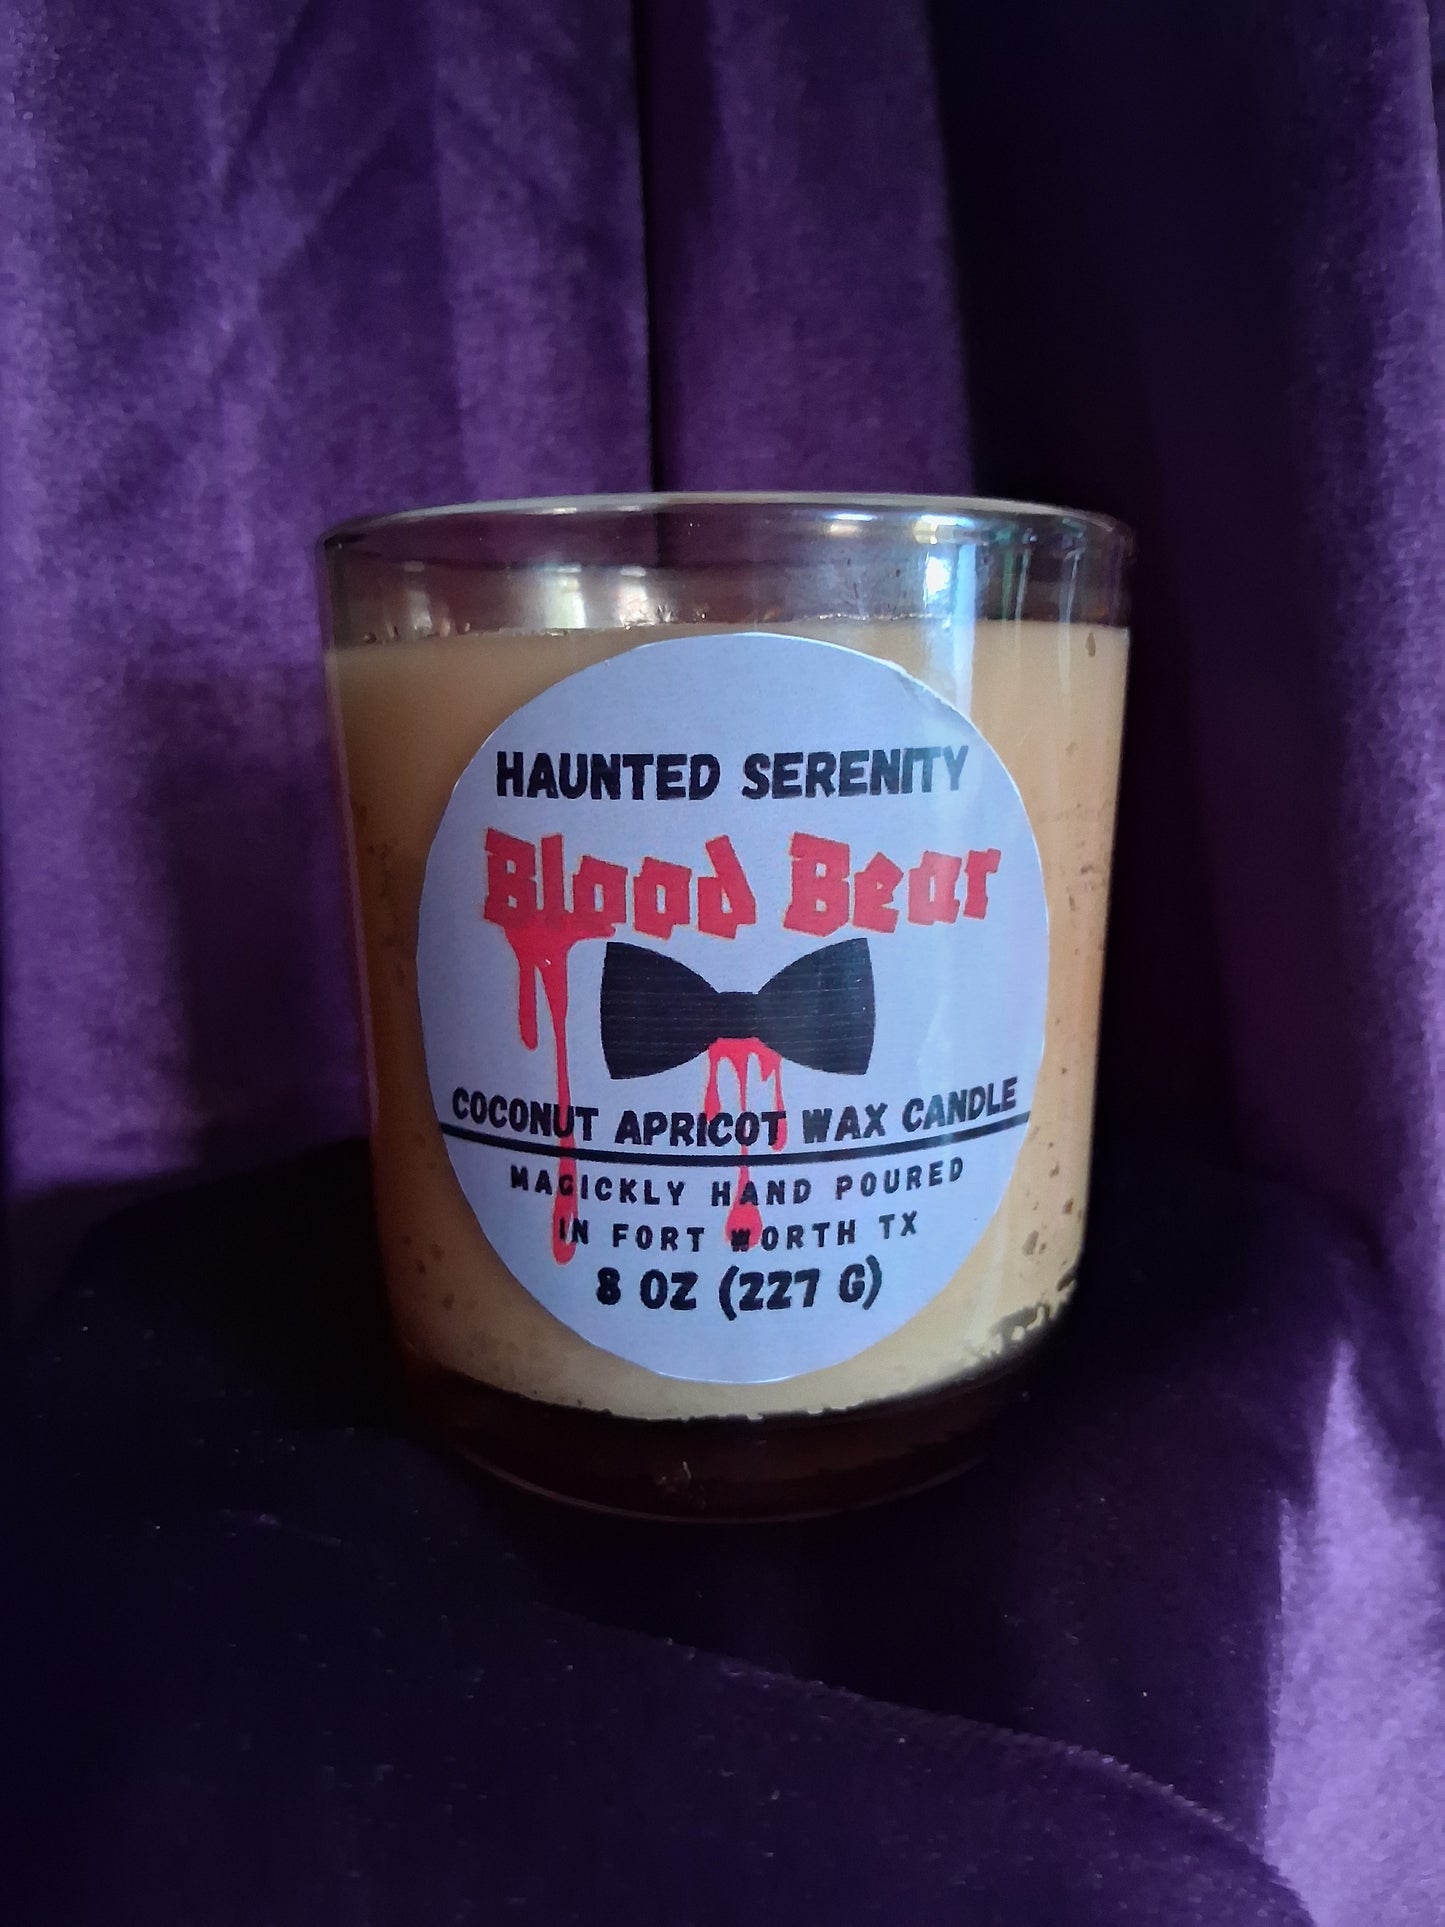 HAUNTED SERENITY
Blood Bear
COCONUT APRICOT WAX CANDLE
MAGICKLY HAND POURED
IN FORT WORTH TX
8 OZ (227 G)